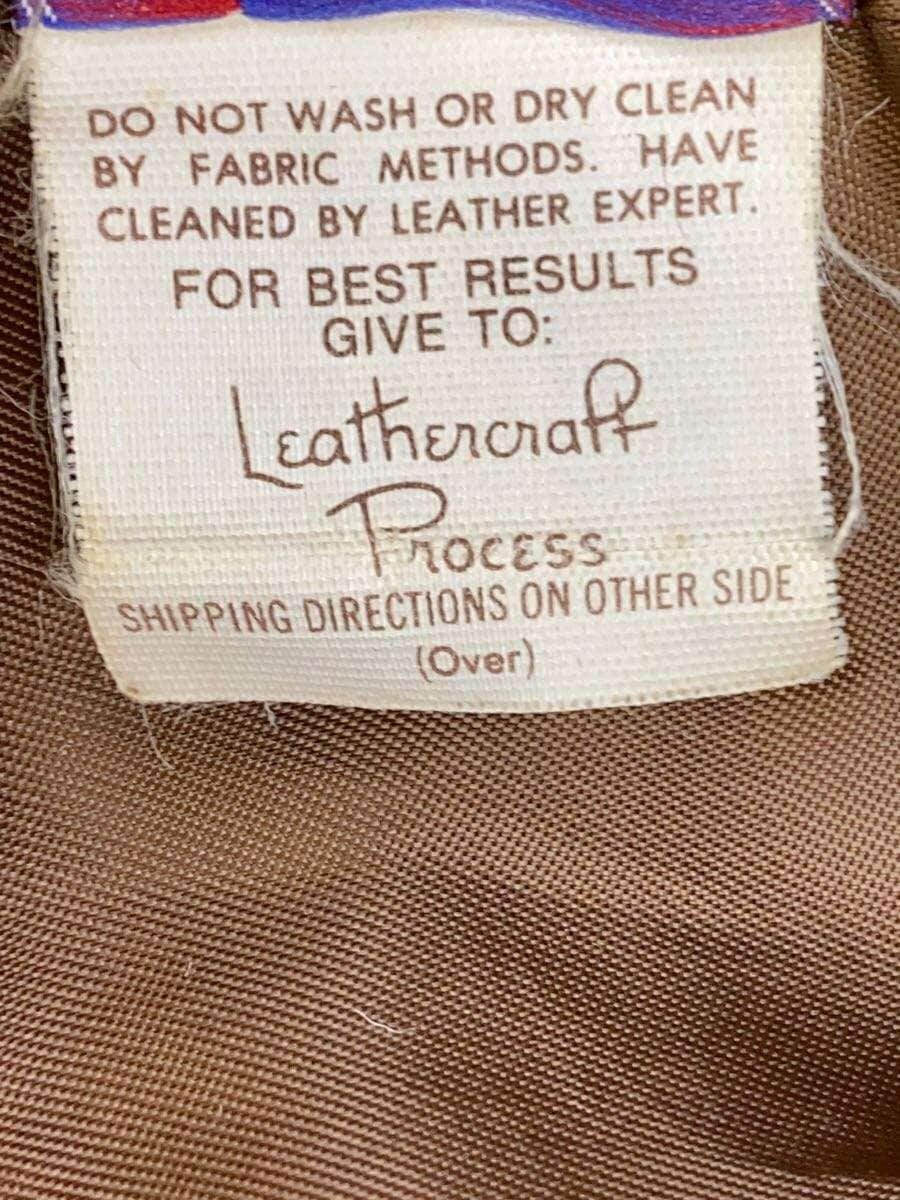 DO NOT WASH OR DRY CLEAN
BY FABRIC METHODS. HAVE
CLEANED BY LEATHER EXPERT.
FOR BEST RESULTS
GIVE TO:
Leathercraft
Process
SHIPPING DIRECTIONS ON OTHER SIDE
(Over)